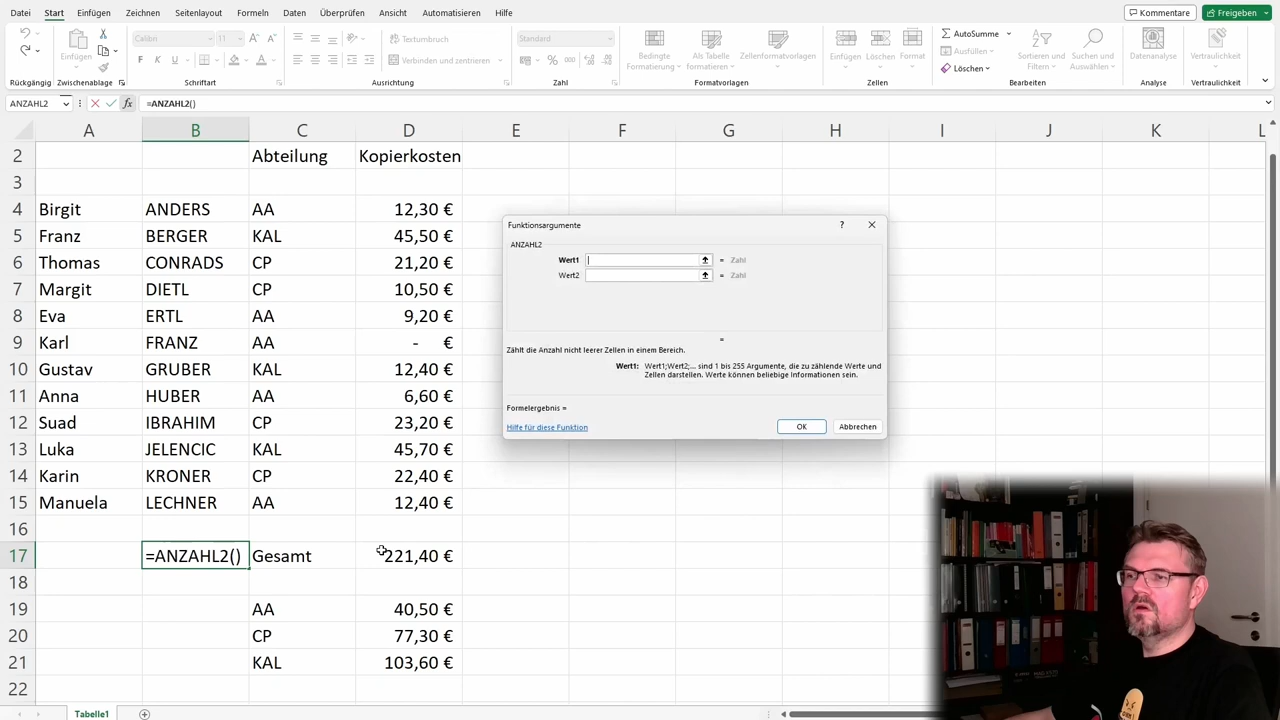 Datei Start Einfügen Zeichnen Seitenlayout Formeln Daten Überprüfen Ansicht Automatisieren Hilfe Kommentare Freigeben
Calibri 11 Textumbruch Standard AutoSumme
Ausfüllen
Einfügen Verbinden und zentrieren Bedingte Formatierung Als Tabelle formatieren Zellenformatvorlagen Einfügen Löschen Format Löschen Sortieren und Filtern Suchen und Auswählen Datenanalyse Vertraulichkeit
Rückgängig Zwischenablage Schriftart Ausrichtung Zahl Formatvorlagen Zellen Bearbeiten Analyse Vertraulichkeit
ANZAHL2 fx =ANZAHL2()
A B C D E F G H I J K L
2 Abteilung Kopierkosten
3
4 Birgit ANDERS AA 12,30 €
5 Franz BERGER KAL 45,50 €
6 Thomas CONRADS CP 21,20 €
7 Margit DIETL CP 10,50 €
8 Eva ERTL AA 9,20 €
9 Karl FRANZ AA - €
10 Gustav GRUBER KAL 12,40 €
11 Anna HUBER AA 6,60 €
12 Suad IBRAHIM CP 23,20 €
13 Luka JELENCIC KAL 45,70 €
14 Karin KRONER CP 22,40 €
15 Manuela LECHNER AA 12,40 €
16
17 =ANZAHL2() Gesamt 221,40 €
18
19 AA 40,50 €
20 CP 77,30 €
21 KAL 103,60 €
22
Funktionsargumente ?
ANZAHL2
Wert1 = Zahl
Wert2 = Zahl
=
Zählt die Anzahl nicht leerer Zellen in einem Bereich.
Wert1: Wert1;Wert2;... sind 1 bis 255 Argumente, die zu zählende Werte und
Zellen darstellen. Werte können beliebige Informationen sein.
Formelergebnis =
Hilfe für diese Funktion OK Abbrechen
Tabelle1